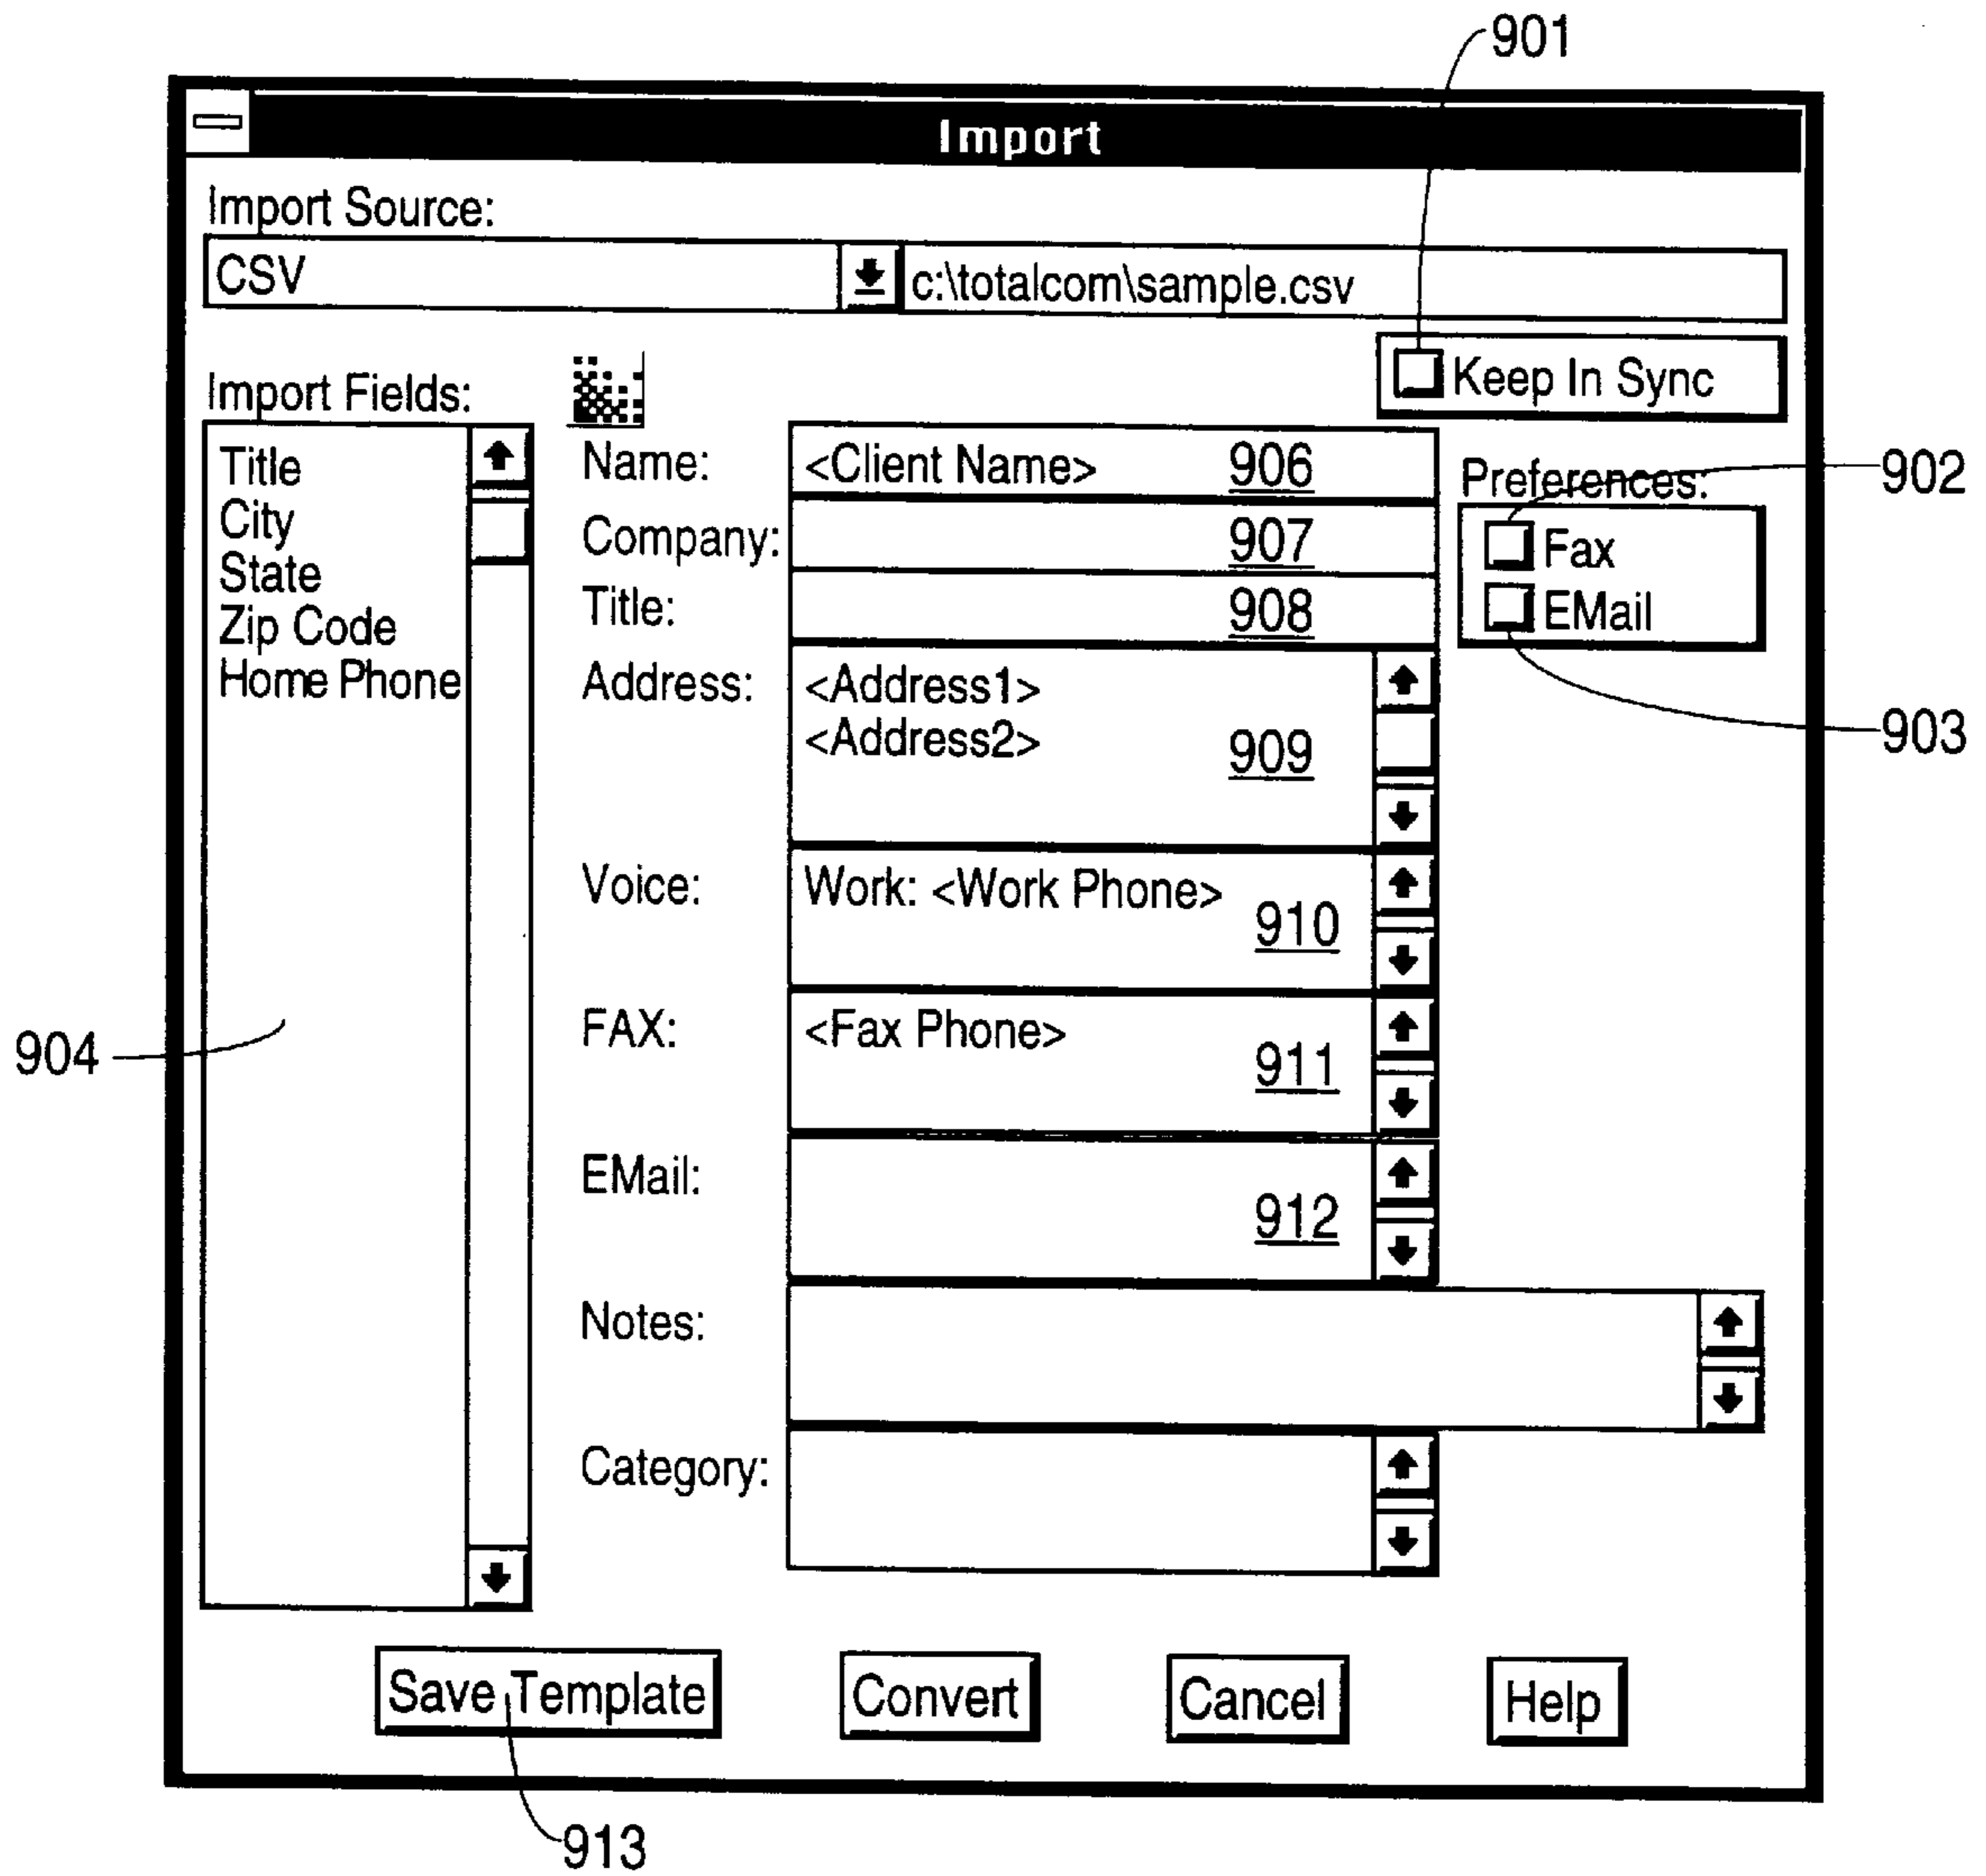 901
Import
Import Source:
CSV
c:\totalcom\sample.csv
Keep In Sync
Import Fields:
Title
City
State
Zip Code
Home Phone
904
Name:
<Client Name>
906
Company:
907
Title:
908
Address:
<Address1>
<Address2>
909
Voice:
Work: <Work Phone>
910
FAX:
<Fax Phone>
911
EMail:
912
Notes:
Category:
Preferences:
902
Fax
EMail
903
Save Template
Convert
Cancel
Help
913